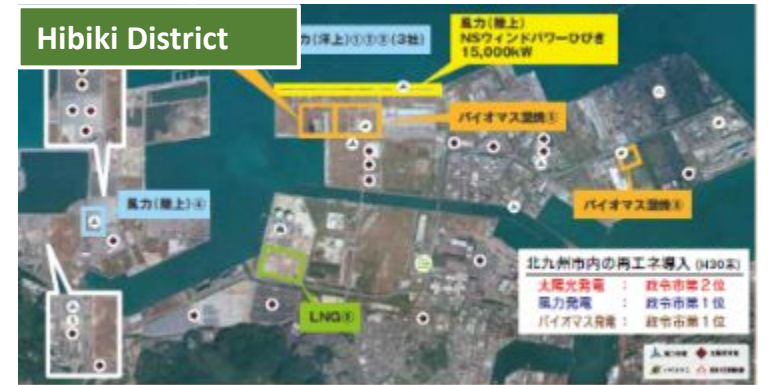 Hibiki District
力(洋上)①②③(3社)
風力(陸上)
NSウィンドパワーひびき
15,000kW
バイオマス混焼⑤
風力(陸上)④
バイオマス混焼⑥
LNG⑧
北九州市内の再エネ導入 (H30末)
太陽光発電 : 政令市第2位
風力発電 : 政令市第1位
バイオマス発電 : 政令市第1位